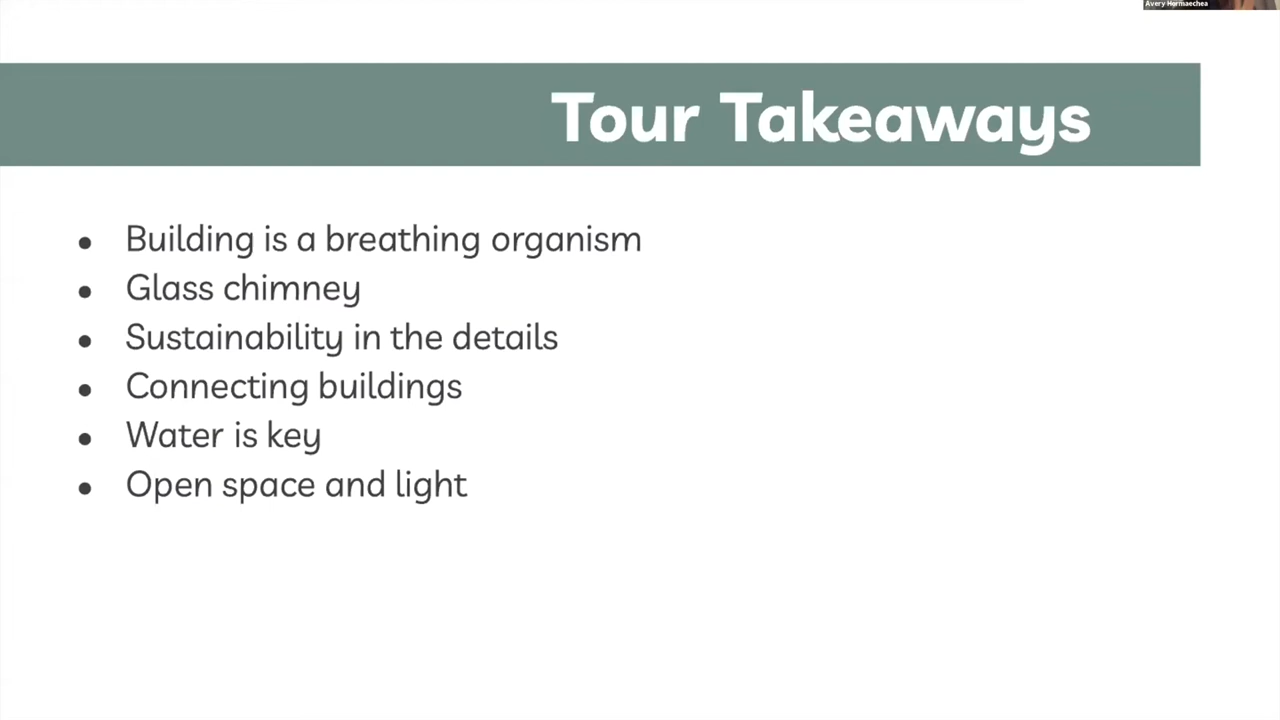 Avery Hormaechea
Tour Takeaways
• Building is a breathing organism
• Glass chimney
• Sustainability in the details
• Connecting buildings
• Water is key
• Open space and light